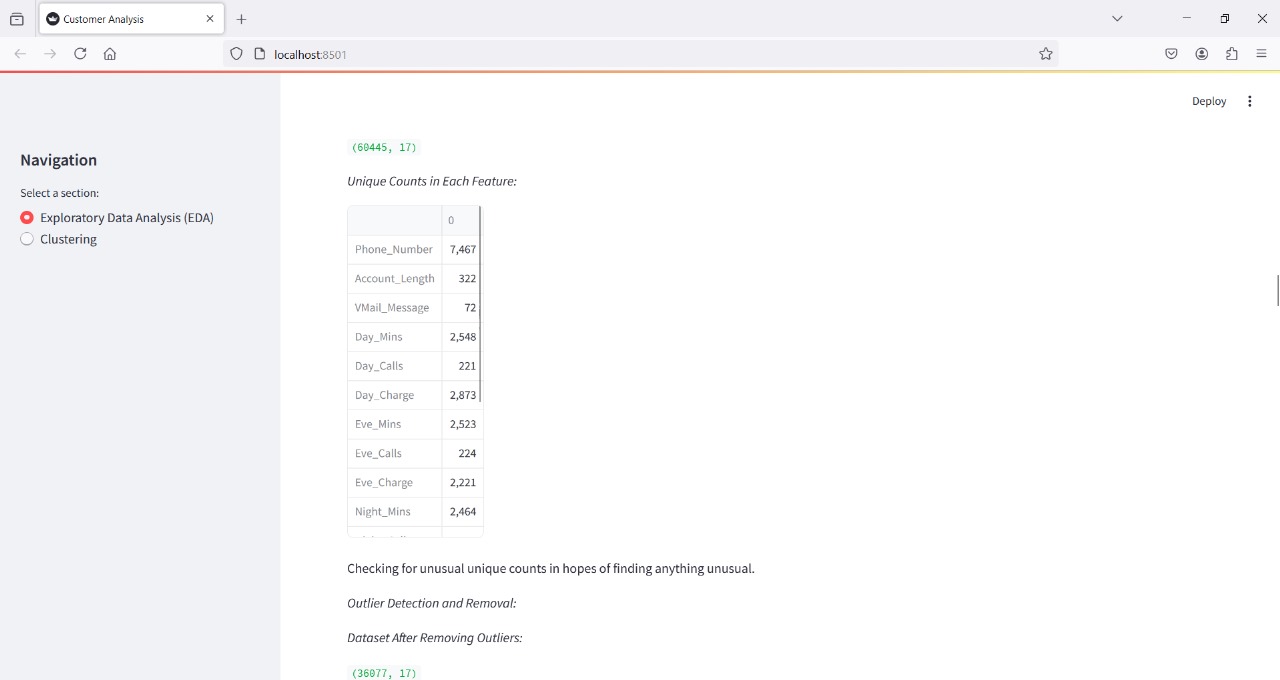 Customer Analysis
localhost:8501
Deploy
Navigation
Select a section:
Exploratory Data Analysis (EDA)
Clustering
(60445, 17)
Unique Counts in Each Feature:
0
Phone_Number 7,467
Account_Length 322
VMail_Message 72
Day_Mins 2,548
Day_Calls 221
Day_Charge 2,873
Eve_Mins 2,523
Eve_Calls 224
Eve_Charge 2,221
Night_Mins 2,464
Checking for unusual unique counts in hopes of finding anything unusual.
Outlier Detection and Removal:
Dataset After Removing Outliers:
(36077, 17)